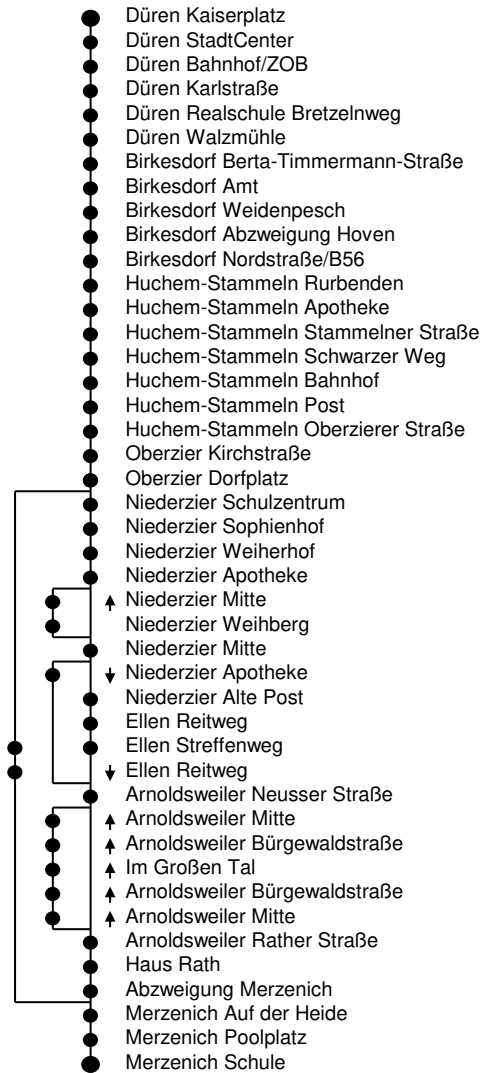 Düren Kaiserplatz
Düren StadtCenter
Düren Bahnhof/ZOB
Düren Karlstraße
Düren Realschule Bretzelnweg
Düren Walzmühle
Birkesdorf Berta-Timmermann-Straße
Birkesdorf Amt
Birkesdorf Weidenpesch
Birkesdorf Abzweigung Hoven
Birkesdorf Nordstraße/B56
Huchem-Stammeln Rurbenden
Huchem-Stammeln Apotheke
Huchem-Stammeln Stammelner Straße
Huchem-Stammeln Schwarzer Weg
Huchem-Stammeln Bahnhof
Huchem-Stammeln Post
Huchem-Stammeln Oberzierer Straße
Oberzier Kirchstraße
Oberzier Dorfplatz
Niederzier Schulzentrum
Niederzier Sophienhof
Niederzier Weiherhof
Niederzier Apotheke
Niederzier Mitte
Niederzier Weihberg
Niederzier Mitte
Niederzier Apotheke
Niederzier Alte Post
Ellen Reitweg
Ellen Streffenweg
Ellen Reitweg
Arnoldsweiler Neusser Straße
Arnoldsweiler Mitte
Arnoldsweiler Bürgewaldstraße
Im Großen Tal
Arnoldsweiler Bürgewaldstraße
Arnoldsweiler Mitte
Arnoldsweiler Rather Straße
Haus Rath
Abzweigung Merzenich
Merzenich Auf der Heide
Merzenich Poolplatz
Merzenich Schule